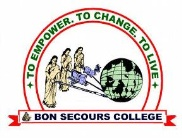 TO EMPOWER. TO CHANGE. TO LIVE
BON SECOURS COLLEGE